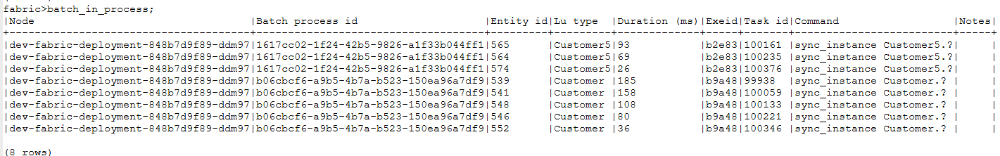 fabric>batch_in_process;
|Node                                  |Batch process id                    |Entity id|Lu type  |Duration (ms)|Exeid|Task id|Command                   |Notes|
+--------------------------------------+------------------------------------+---------+---------+-------------+-----+-------+--------------------------+-----+
|dev-fabric-deployment-848b7d9f89-ddm97|1617cc02-1f24-42b5-9826-a1f33b044ff1|565      |Customer5|93           |b2e83|100161 |sync_instance Customer5.?|     |
|dev-fabric-deployment-848b7d9f89-ddm97|1617cc02-1f24-42b5-9826-a1f33b044ff1|564      |Customer5|69           |b2e83|100235 |sync_instance Customer5.?|     |
|dev-fabric-deployment-848b7d9f89-ddm97|1617cc02-1f24-42b5-9826-a1f33b044ff1|574      |Customer5|26           |b2e83|100376 |sync_instance Customer5.?|     |
|dev-fabric-deployment-848b7d9f89-ddm97|b06cbcf6-a9b5-4b7a-b523-150ea96a7df9|539      |Customer |185          |b9a48|99938  |sync_instance Customer.? |     |
|dev-fabric-deployment-848b7d9f89-ddm97|b06cbcf6-a9b5-4b7a-b523-150ea96a7df9|541      |Customer |158          |b9a48|100059 |sync_instance Customer.? |     |
|dev-fabric-deployment-848b7d9f89-ddm97|b06cbcf6-a9b5-4b7a-b523-150ea96a7df9|548      |Customer |108          |b9a48|100133 |sync_instance Customer.? |     |
|dev-fabric-deployment-848b7d9f89-ddm97|b06cbcf6-a9b5-4b7a-b523-150ea96a7df9|546      |Customer |80           |b9a48|100221 |sync_instance Customer.? |     |
|dev-fabric-deployment-848b7d9f89-ddm97|b06cbcf6-a9b5-4b7a-b523-150ea96a7df9|552      |Customer |36           |b9a48|100346 |sync_instance Customer.? |     |
(8 rows)